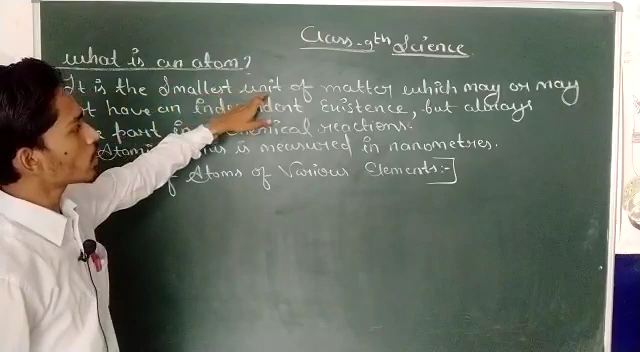 Class-9th Science
What is an atom?
It is the smallest unit of matter which may or may
have an independent existence, but always
part in chemical reactions.
is measured in nanometres.
of Atoms of Various Elements:-